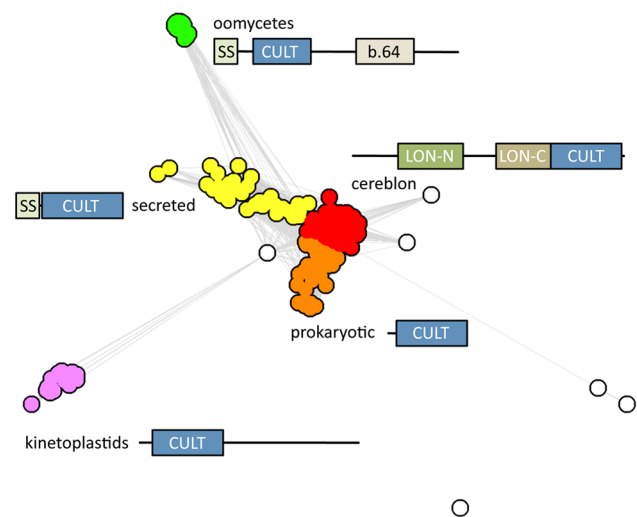 oomycetes
SS CULT b.64
LON-N LON-C CULT
cereblon
SS CULT secreted
prokaryotic CULT
kinetoplastids CULT